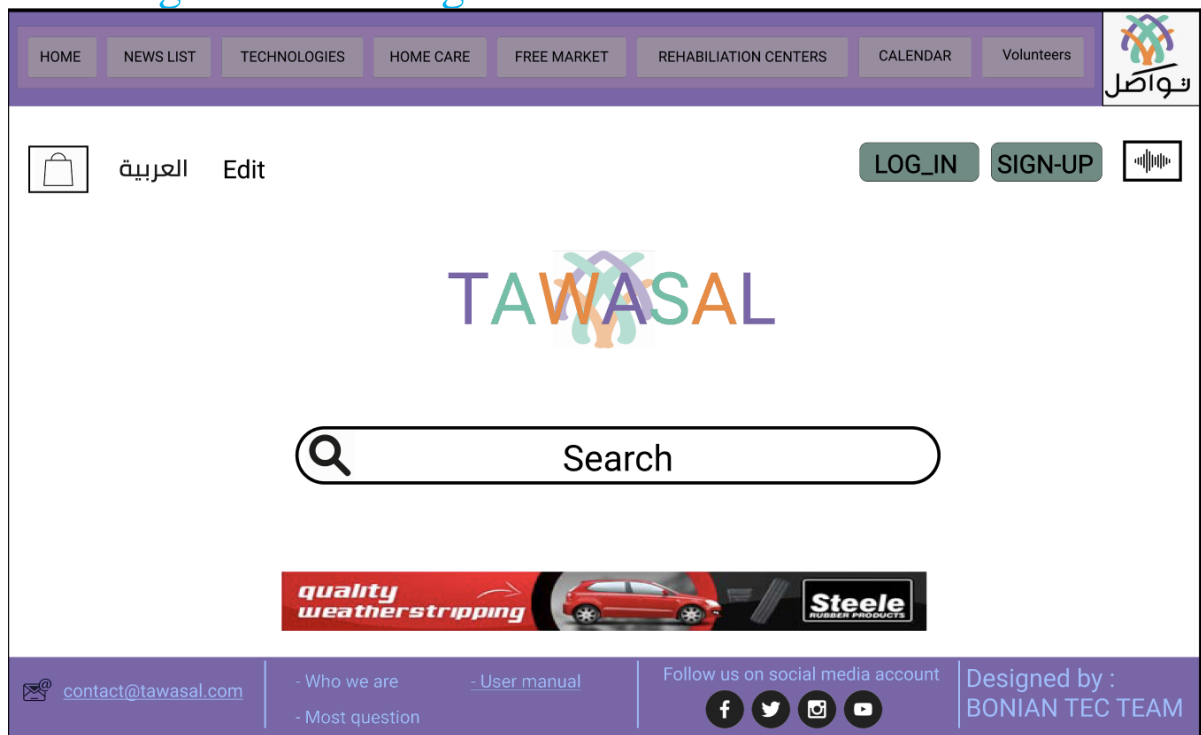 HOME NEWS LIST TECHNOLOGIES HOME CARE FREE MARKET REHABILIATION CENTERS CALENDAR Volunteers
تواصل
العربية Edit LOG_IN SIGN-UP
TAWASAL
Search
quality
weatherstripping
Steele
RUBBER PRODUCTS
contact@tawasal.com
- Who we are - User manual
- Most question
Follow us on social media account
Designed by :
BONIAN TEC TEAM